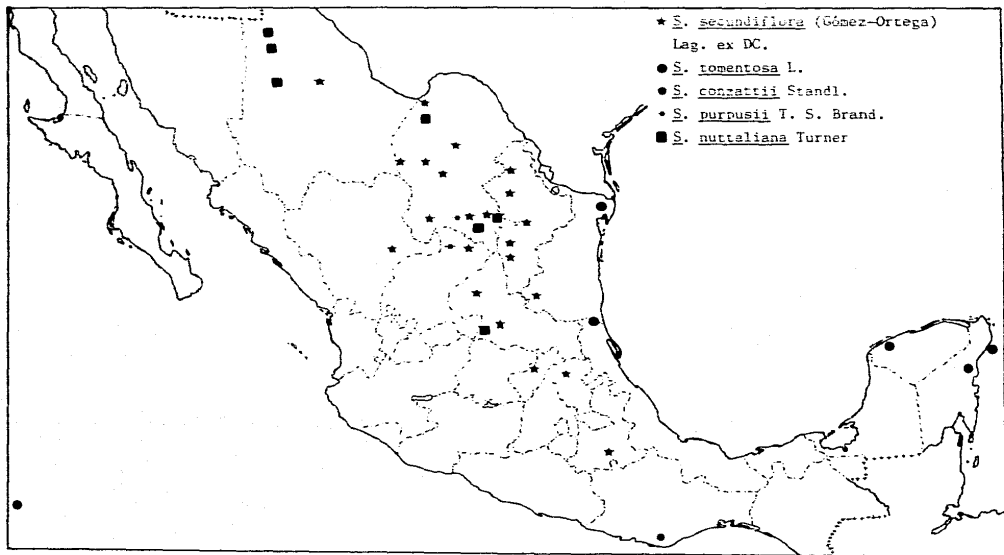 ★ S. secundiflora (Gómez-Ortega)
Lag. ex DC.
● S. tomentosa L.
● S. conzattii Standl.
• S. purpusii T. S. Brand.
■ S. nuttaliana Turner